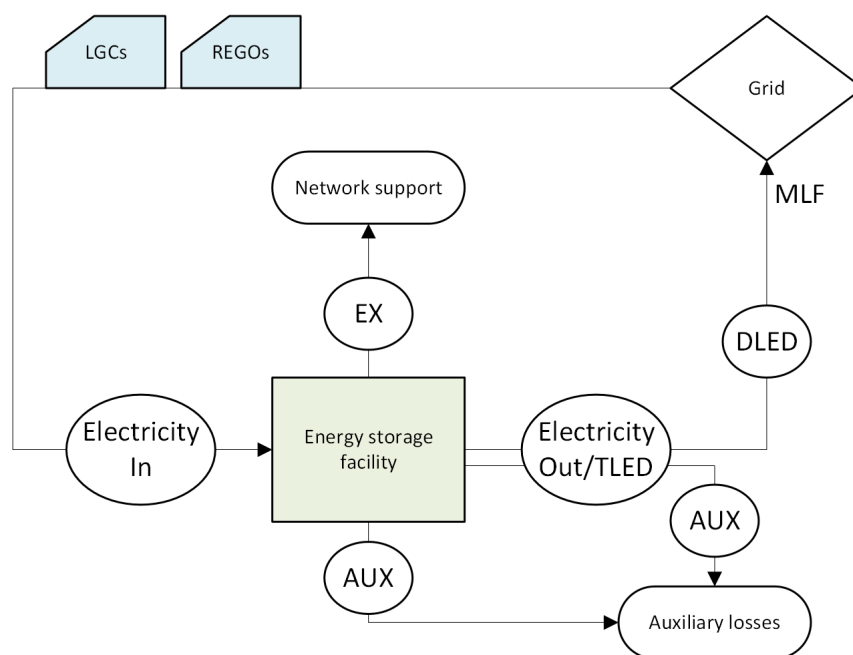 LGCs
REGOs
Grid
Network support
MLF
EX
DLED
Electricity
In
Energy storage
facility
Electricity
Out/TLED
AUX
AUX
Auxiliary losses